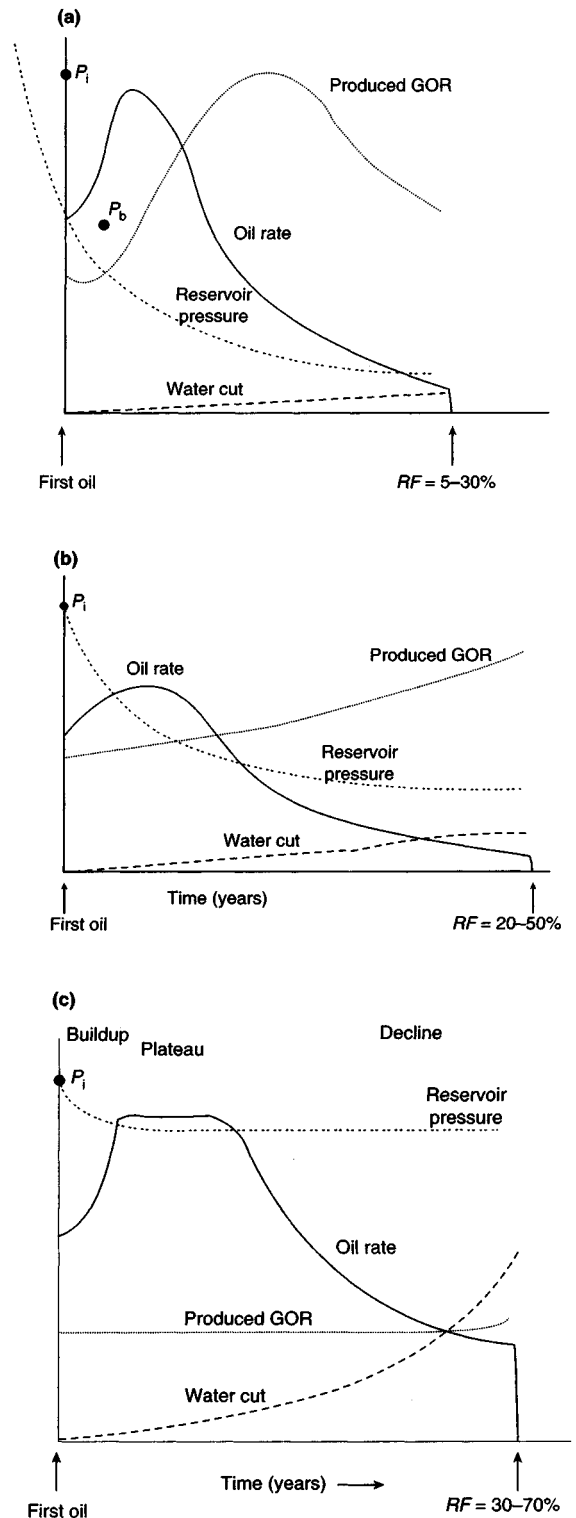 (a)
Pi
Produced GOR
Pb
Oil rate
Reservoir
pressure
Water cut
First oil
RF = 5–30%
(b)
Pi
Oil rate
Produced GOR
Reservoir
pressure
Water cut
Time (years)
First oil
RF = 20–50%
(c)
Buildup
Plateau
Decline
Pi
Reservoir
pressure
Oil rate
Produced GOR
Water cut
Time (years)
First oil
RF = 30–70%